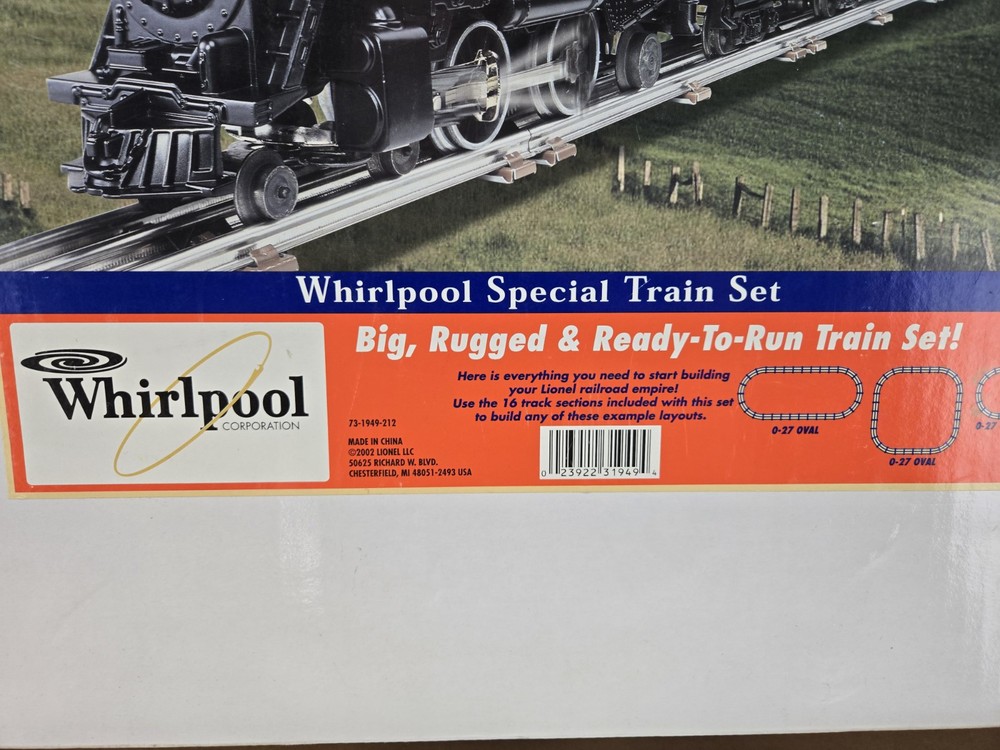 Whirlpool Special Train Set
Whirlpool
CORPORATION
Big, Rugged & Ready-To-Run Train Set!
Here is everything you need to start building
your Lionel railroad empire!
Use the 16 track sections included with this set
to build any of these example layouts.
73-1949-212
MADE IN CHINA
©2002 LIONEL LLC
50625 RICHARD W. BLVD.
CHESTERFIELD, MI 48051-2493 USA
0 23922 31949 4
0-27 OVAL
0-27 OVAL
0-27